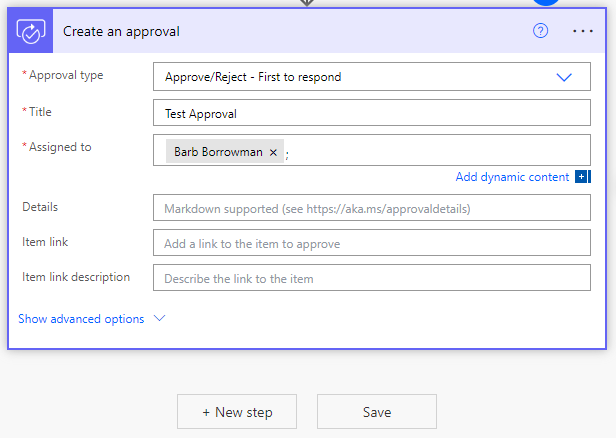 Create an approval
* Approval type
Approve/Reject - First to respond
* Title
Test Approval
* Assigned to
Barb Borrowman × ;
Add dynamic content
Details
Markdown supported (see https://aka.ms/approvaldetails)
Item link
Add a link to the item to approve
Item link description
Describe the link to the item
Show advanced options
+ New step
Save